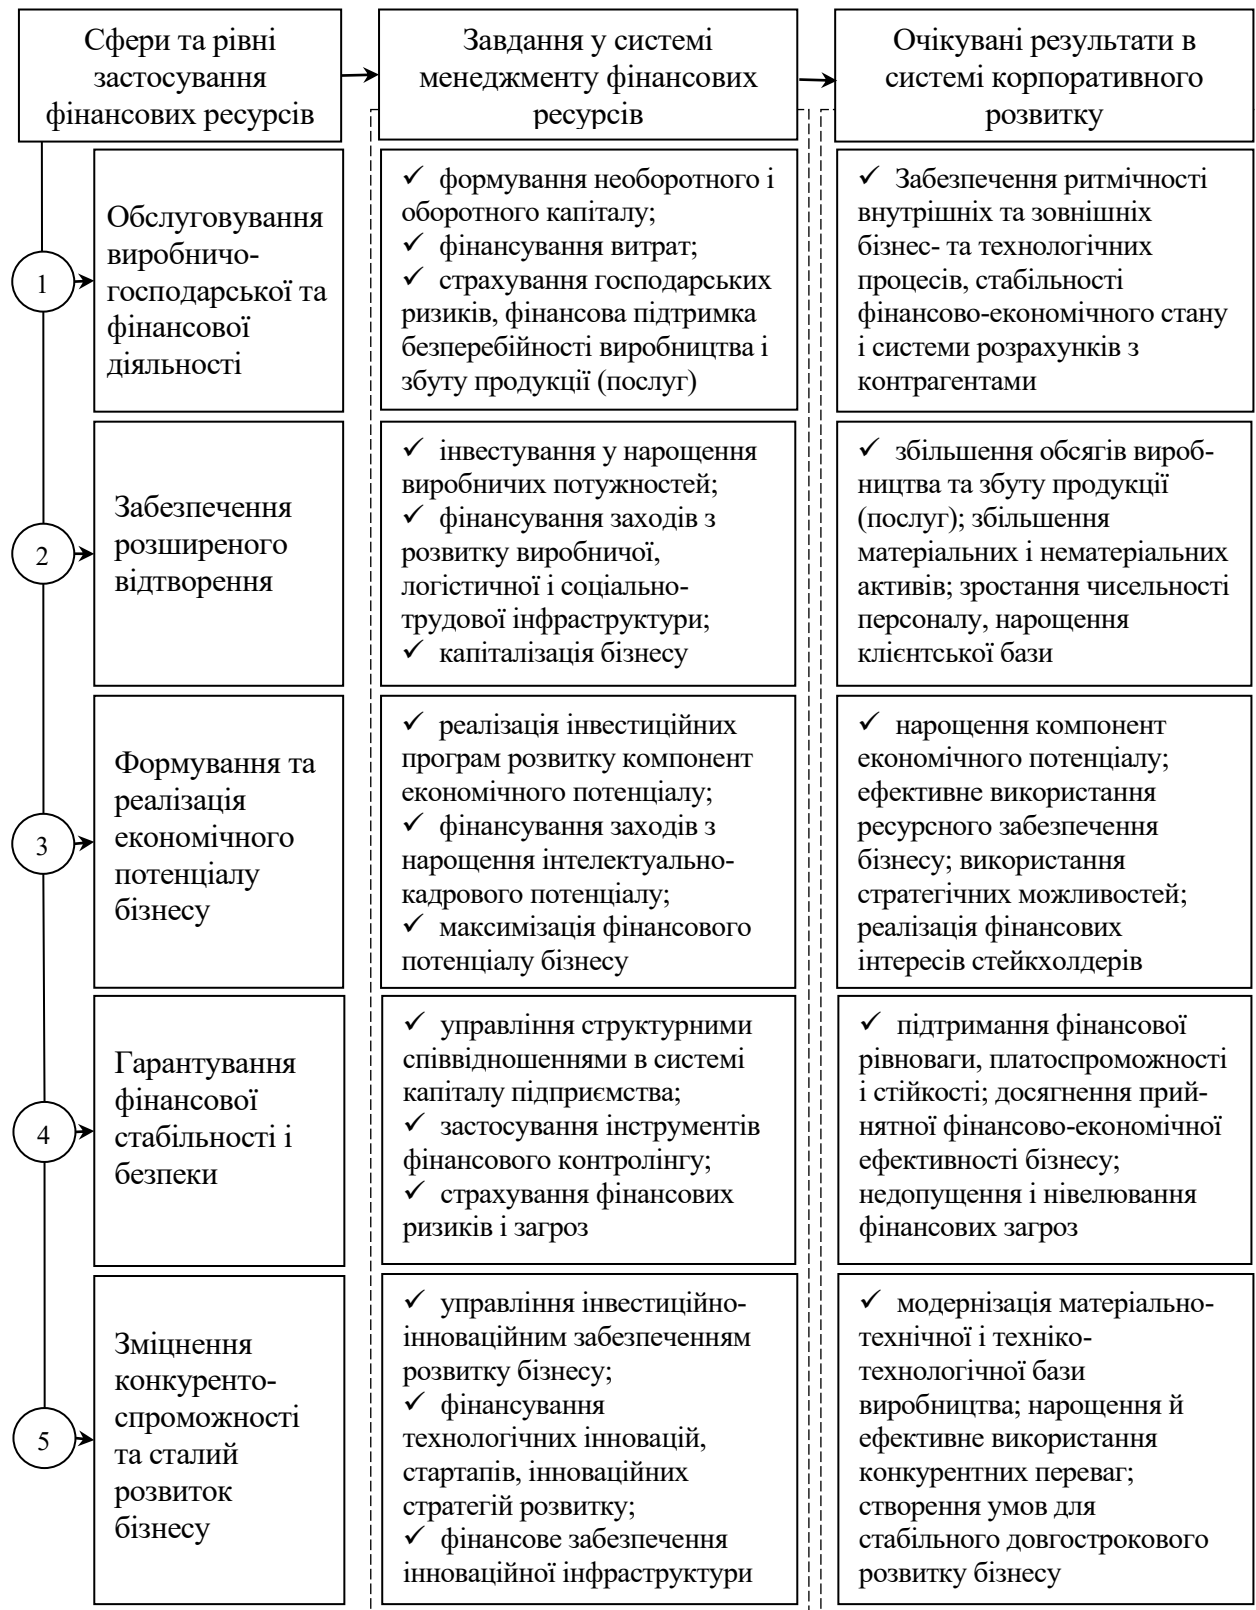 Сфери та рівні
застосування
фінансових ресурсів
Завдання у системі
менеджменту фінансових
ресурсів
Очікувані результати в
системі корпоративного
розвитку
1
Обслуговування
виробничо-
господарської та
фінансової
діяльності
✓ формування необоротного і
оборотного капіталу;
✓ фінансування витрат;
✓ страхування господарських
ризиків, фінансова підтримка
безперебійності виробництва і
збуту продукції (послуг)
✓ Забезпечення ритмічності
внутрішніх та зовнішніх
бізнес- та технологічних
процесів, стабільності
фінансово-економічного стану
і системи розрахунків з
контрагентами
2
Забезпечення
розширеного
відтворення
✓ інвестування у нарощення
виробничих потужностей;
✓ фінансування заходів з
розвитку виробничої,
логістичної і соціально-
трудової інфраструктури;
✓ капіталізація бізнесу
✓ збільшення обсягів вироб-
ництва та збуту продукції
(послуг); збільшення
матеріальних і нематеріальних
активів; зростання чисельності
персоналу, нарощення
клієнтської бази
3
Формування та
реалізація
економічного
потенціалу
бізнесу
✓ реалізація інвестиційних
програм розвитку компонент
економічного потенціалу;
✓ фінансування заходів з
нарощення інтелектуально-
кадрового потенціалу;
✓ максимізація фінансового
потенціалу бізнесу
✓ нарощення компонент
економічного потенціалу;
ефективне використання
ресурсного забезпечення
бізнесу; використання
стратегічних можливостей;
реалізація фінансових
інтересів стейкхолдерів
4
Гарантування
фінансової
стабільності і
безпеки
✓ управління структурними
співвідношеннями в системі
капіталу підприємства;
✓ застосування інструментів
фінансового контролінгу;
✓ страхування фінансових
ризиків і загроз
✓ підтримання фінансової
рівноваги, платоспроможності
і стійкості; досягнення прий-
нятної фінансово-економічної
ефективності бізнесу;
недопущення і нівелювання
фінансових загроз
5
Зміцнення
конкуренто-
спроможності
та сталий
розвиток
бізнесу
✓ управління інвестиційно-
інноваційним забезпеченням
розвитку бізнесу;
✓ фінансування
технологічних інновацій,
стартапів, інноваційних
стратегій розвитку;
✓ фінансове забезпечення
інноваційної інфраструктури
✓ модернізація матеріально-
технічної і техніко-
технологічної бази
виробництва; нарощення й
ефективне використання
конкурентних переваг;
створення умов для
стабільного довгострокового
розвитку бізнесу